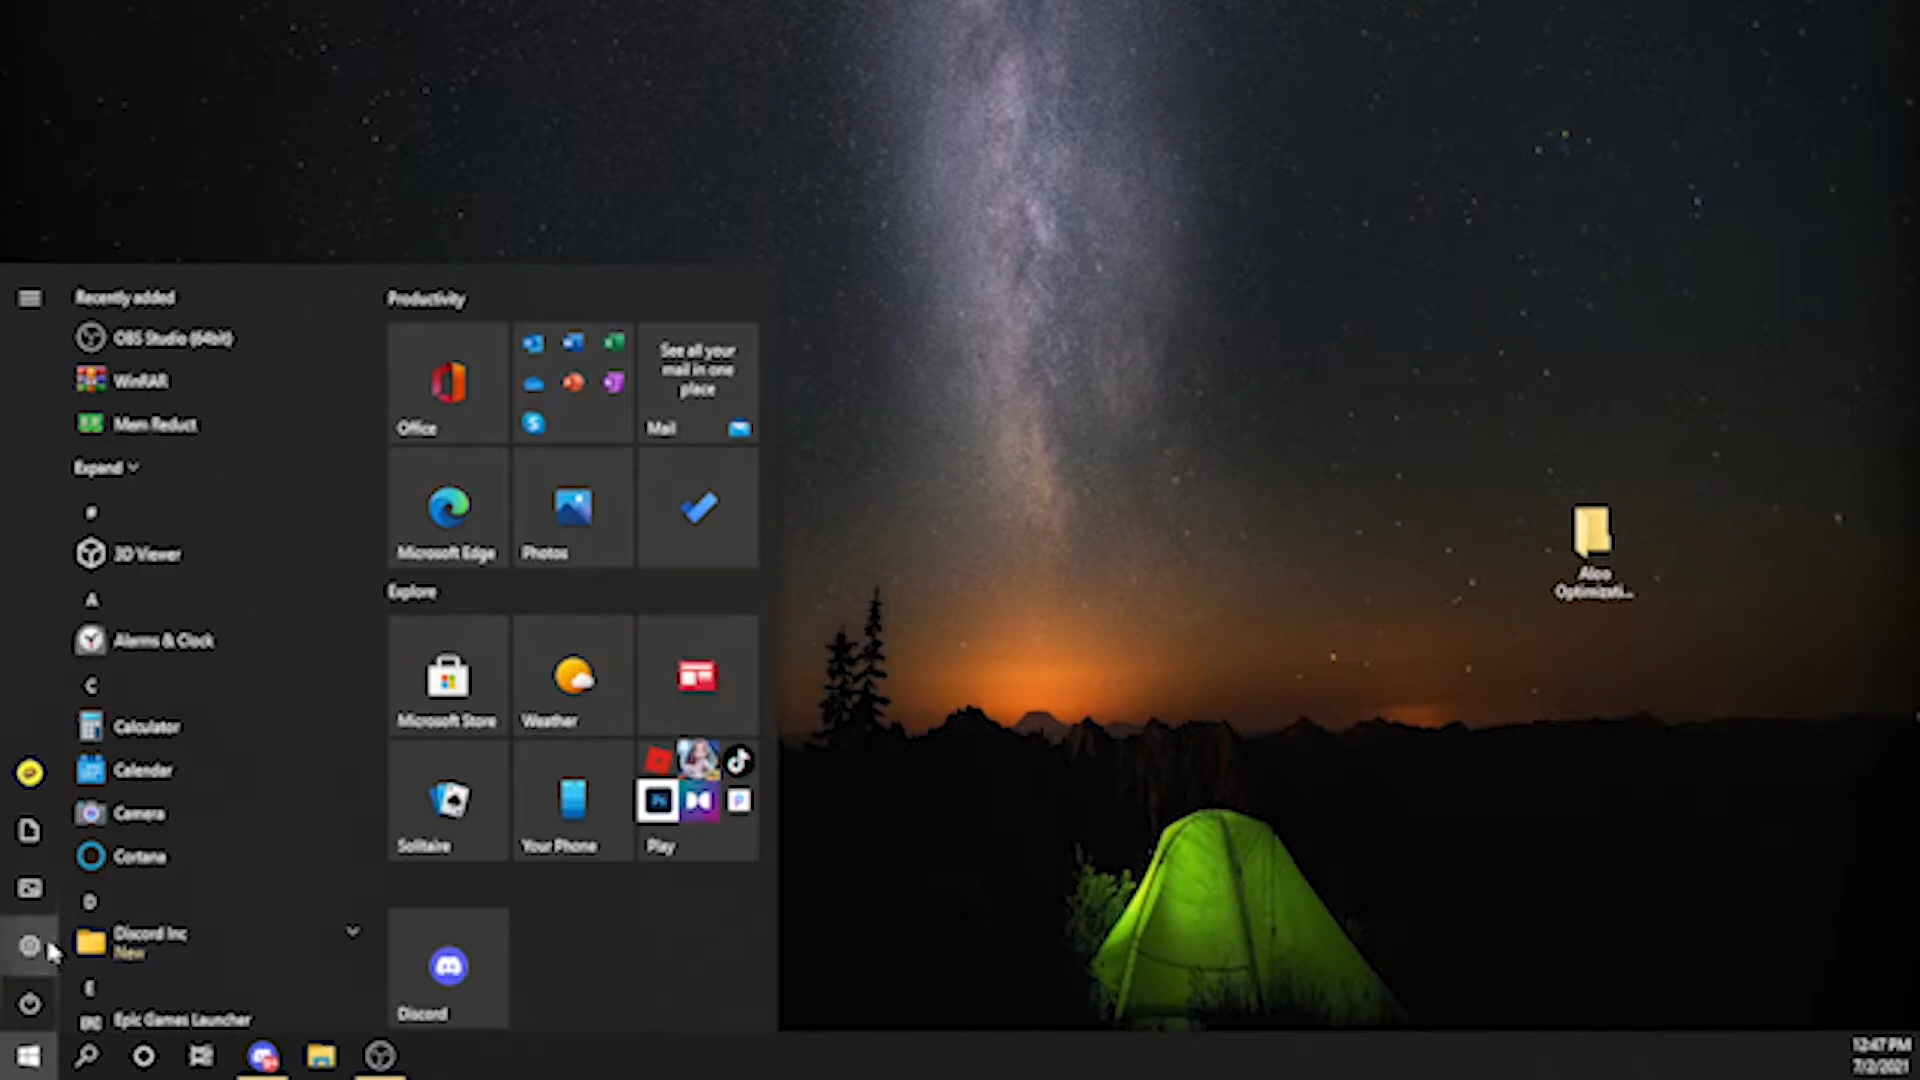 Recently added
OBS Studio (64bit)
WinRAR
Mem Reduct
Expand
#
3D Viewer
A
Alarms & Clock
C
Calculator
Calendar
Camera
Cortana
D
Discord Inc
New
E
Epic Games Launcher
Productivity
Office
See all your
mail in one
place
Mail
Microsoft Edge
Photos
Explore
Microsoft Store
Weather
Solitaire
Your Phone
Play
Discord
Optimizati...
12:47 PM
7/2/2021